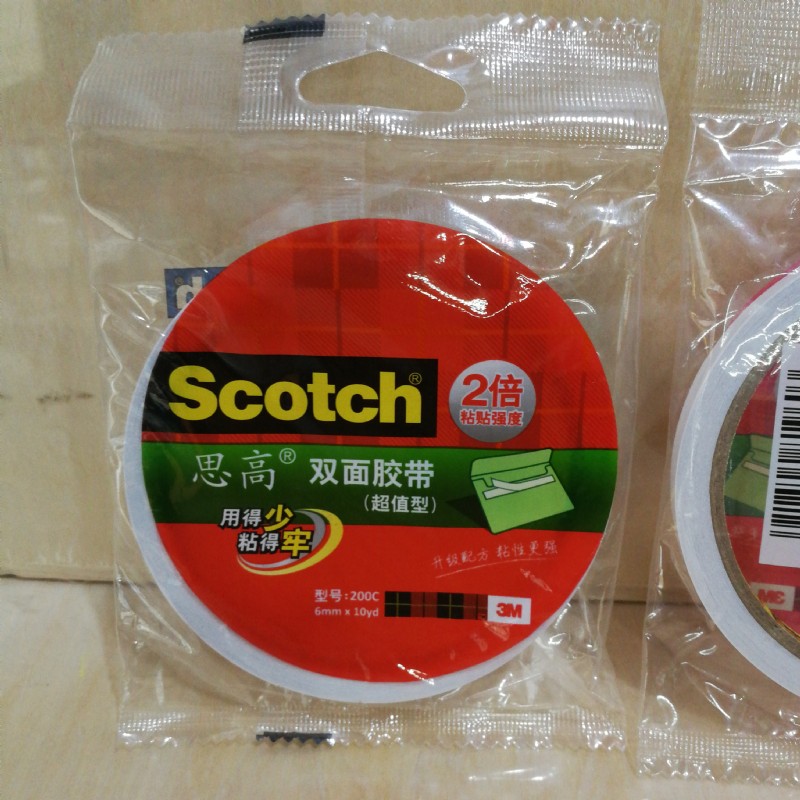 Scotch®
2倍
粘贴强度
思高® 双面胶带
(超值型)
用得少
粘得牢
升级配方 粘性更强
型号:200C
6mm x 10yd
3M
3M